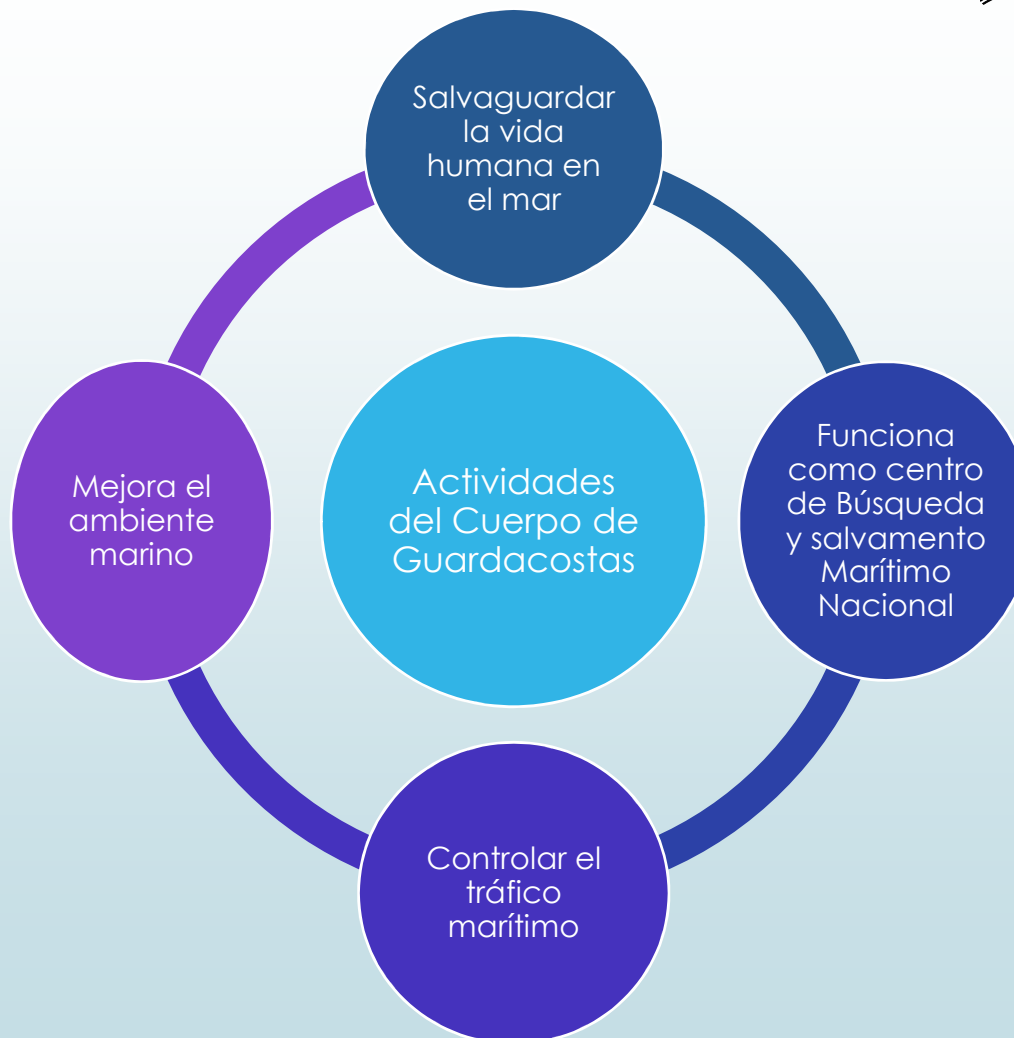 Salvaguardar
la vida
humana en
el mar
Funciona
como centro
de Búsqueda
y salvamento
Marítimo
Nacional
Controlar el
tráfico
marítimo
Mejora el
ambiente
marino
Actividades
del Cuerpo de
Guardacostas